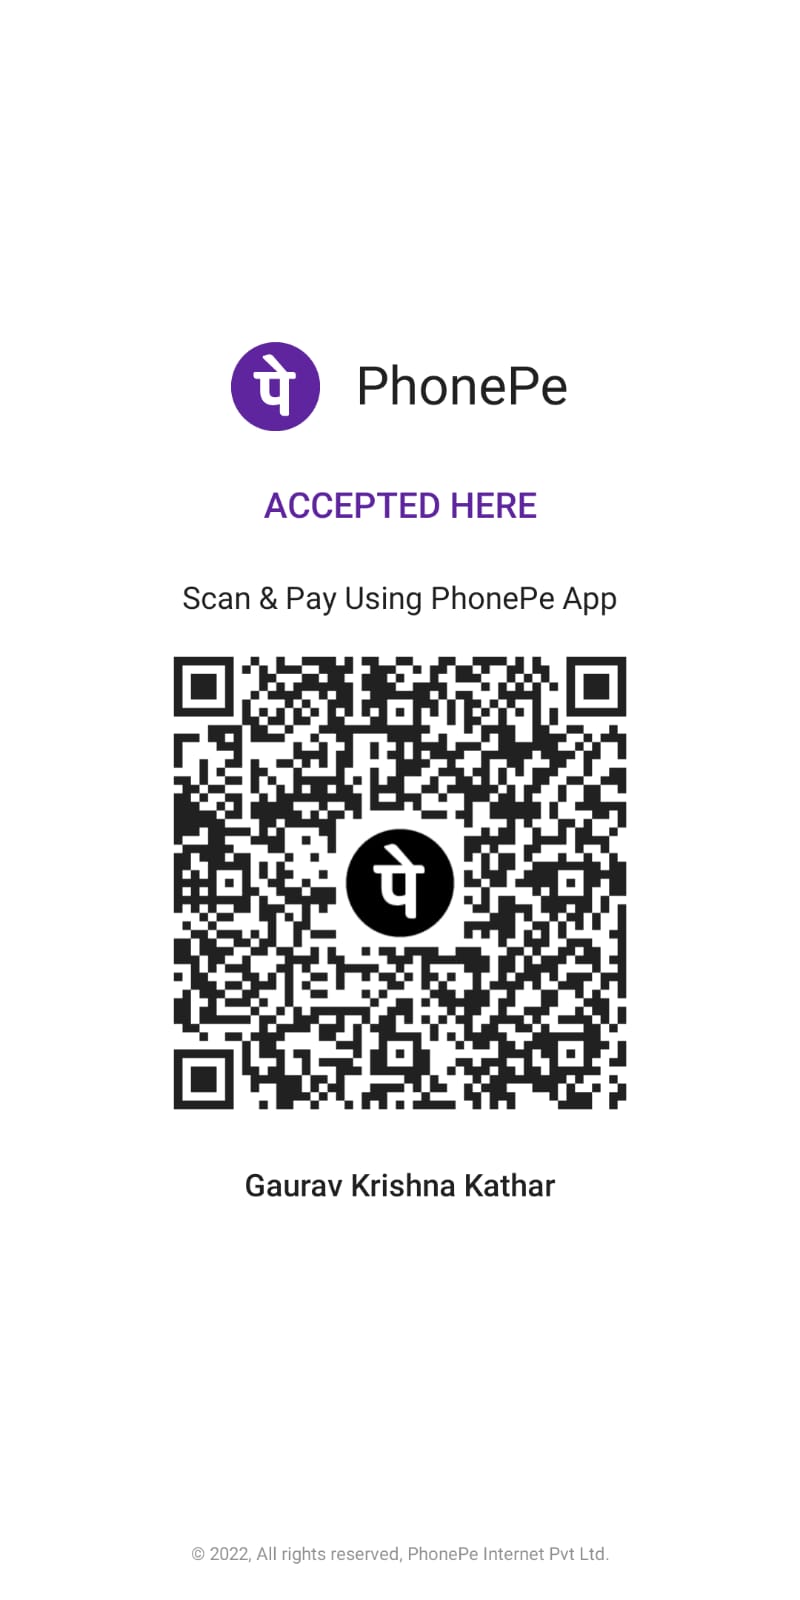 पे PhonePe
ACCEPTED HERE
Scan & Pay Using PhonePe App
पे
Gaurav Krishna Kathar
© 2022, All rights reserved, PhonePe Internet Pvt Ltd.